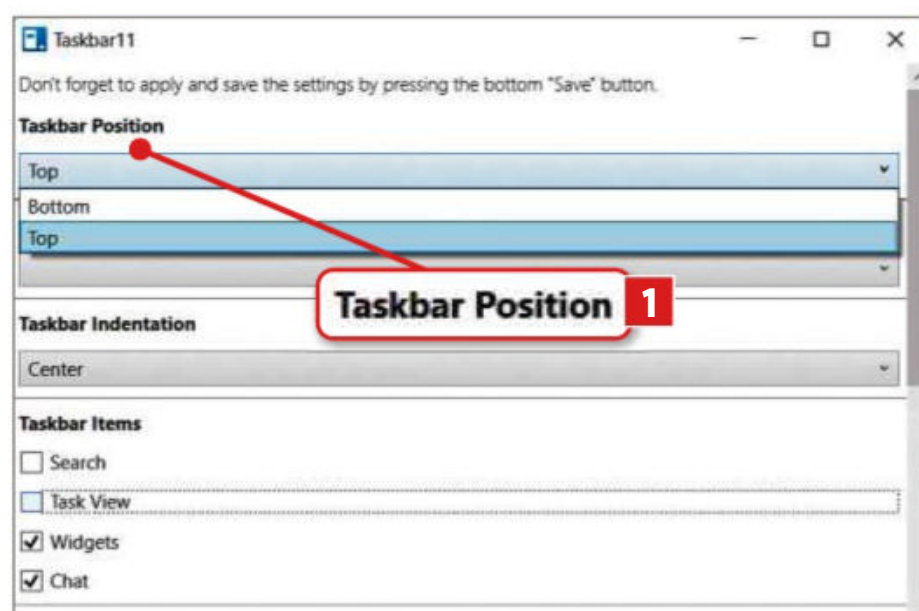 Taskbar11
Don't forget to apply and save the settings by pressing the bottom "Save" button.
Taskbar Position
Top
Bottom
Top
Taskbar Position 1
Taskbar Indentation
Center
Taskbar Items
Search
Task View
Widgets
Chat